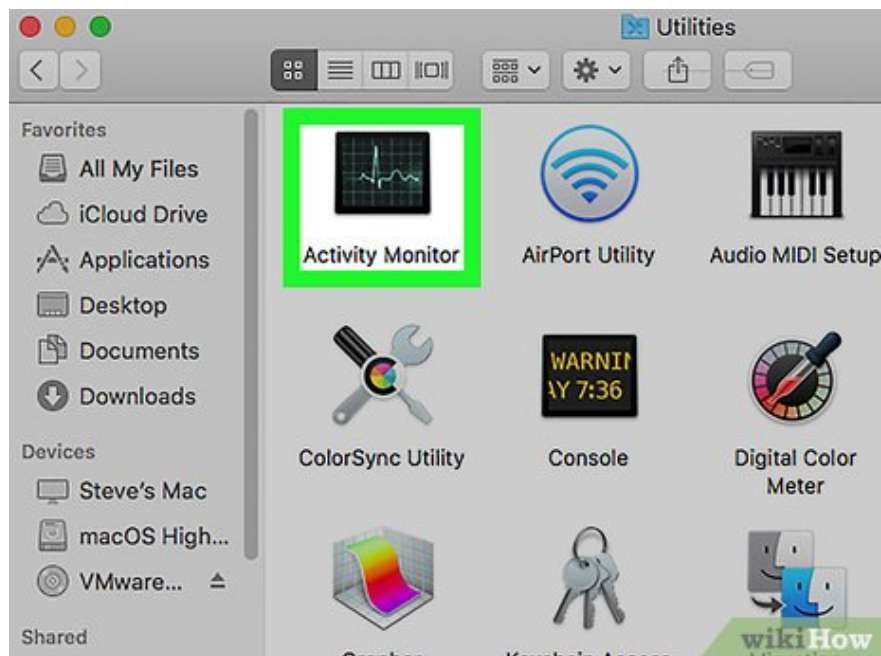 Utilities
Favorites
All My Files
iCloud Drive
Applications
Desktop
Documents
Downloads
Devices
Steve's Mac
macOS High...
VMware...
Shared
Activity Monitor
AirPort Utility
Audio MIDI Setup
ColorSync Utility
WARNIN
AY 7:36
Console
Digital Color
Meter
wikiHow